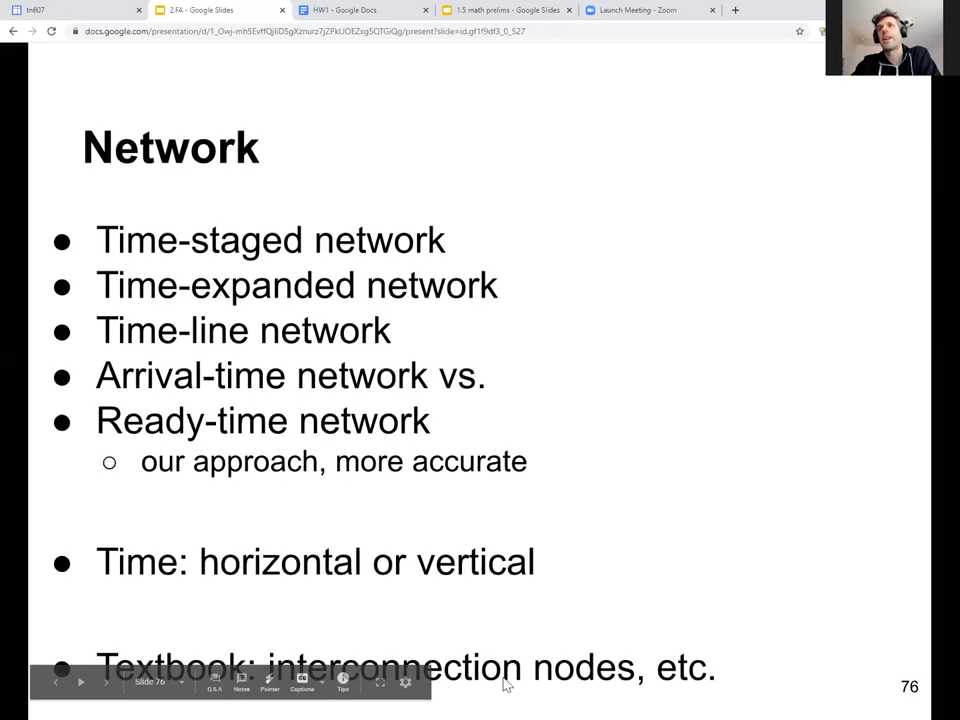 tnfl07
2.FA - Google Slides
HW1 - Google Docs
1.5 math prelims - Google Slides
Launch Meeting - Zoom
docs.google.com/presentation/d/1_Owj-mh5EvffQjliD5gXznurz7jZPkUOEZxg5QTGiQg/present?slide=id.gf1f9df3_0_527
Network
● Time-staged network
● Time-expanded network
● Time-line network
● Arrival-time network vs.
● Ready-time network
○ our approach, more accurate
● Time: horizontal or vertical
● Textbook: interconnection nodes, etc.
Slide 76
Q & A
Notes
Pointer
Captions
Tips
76